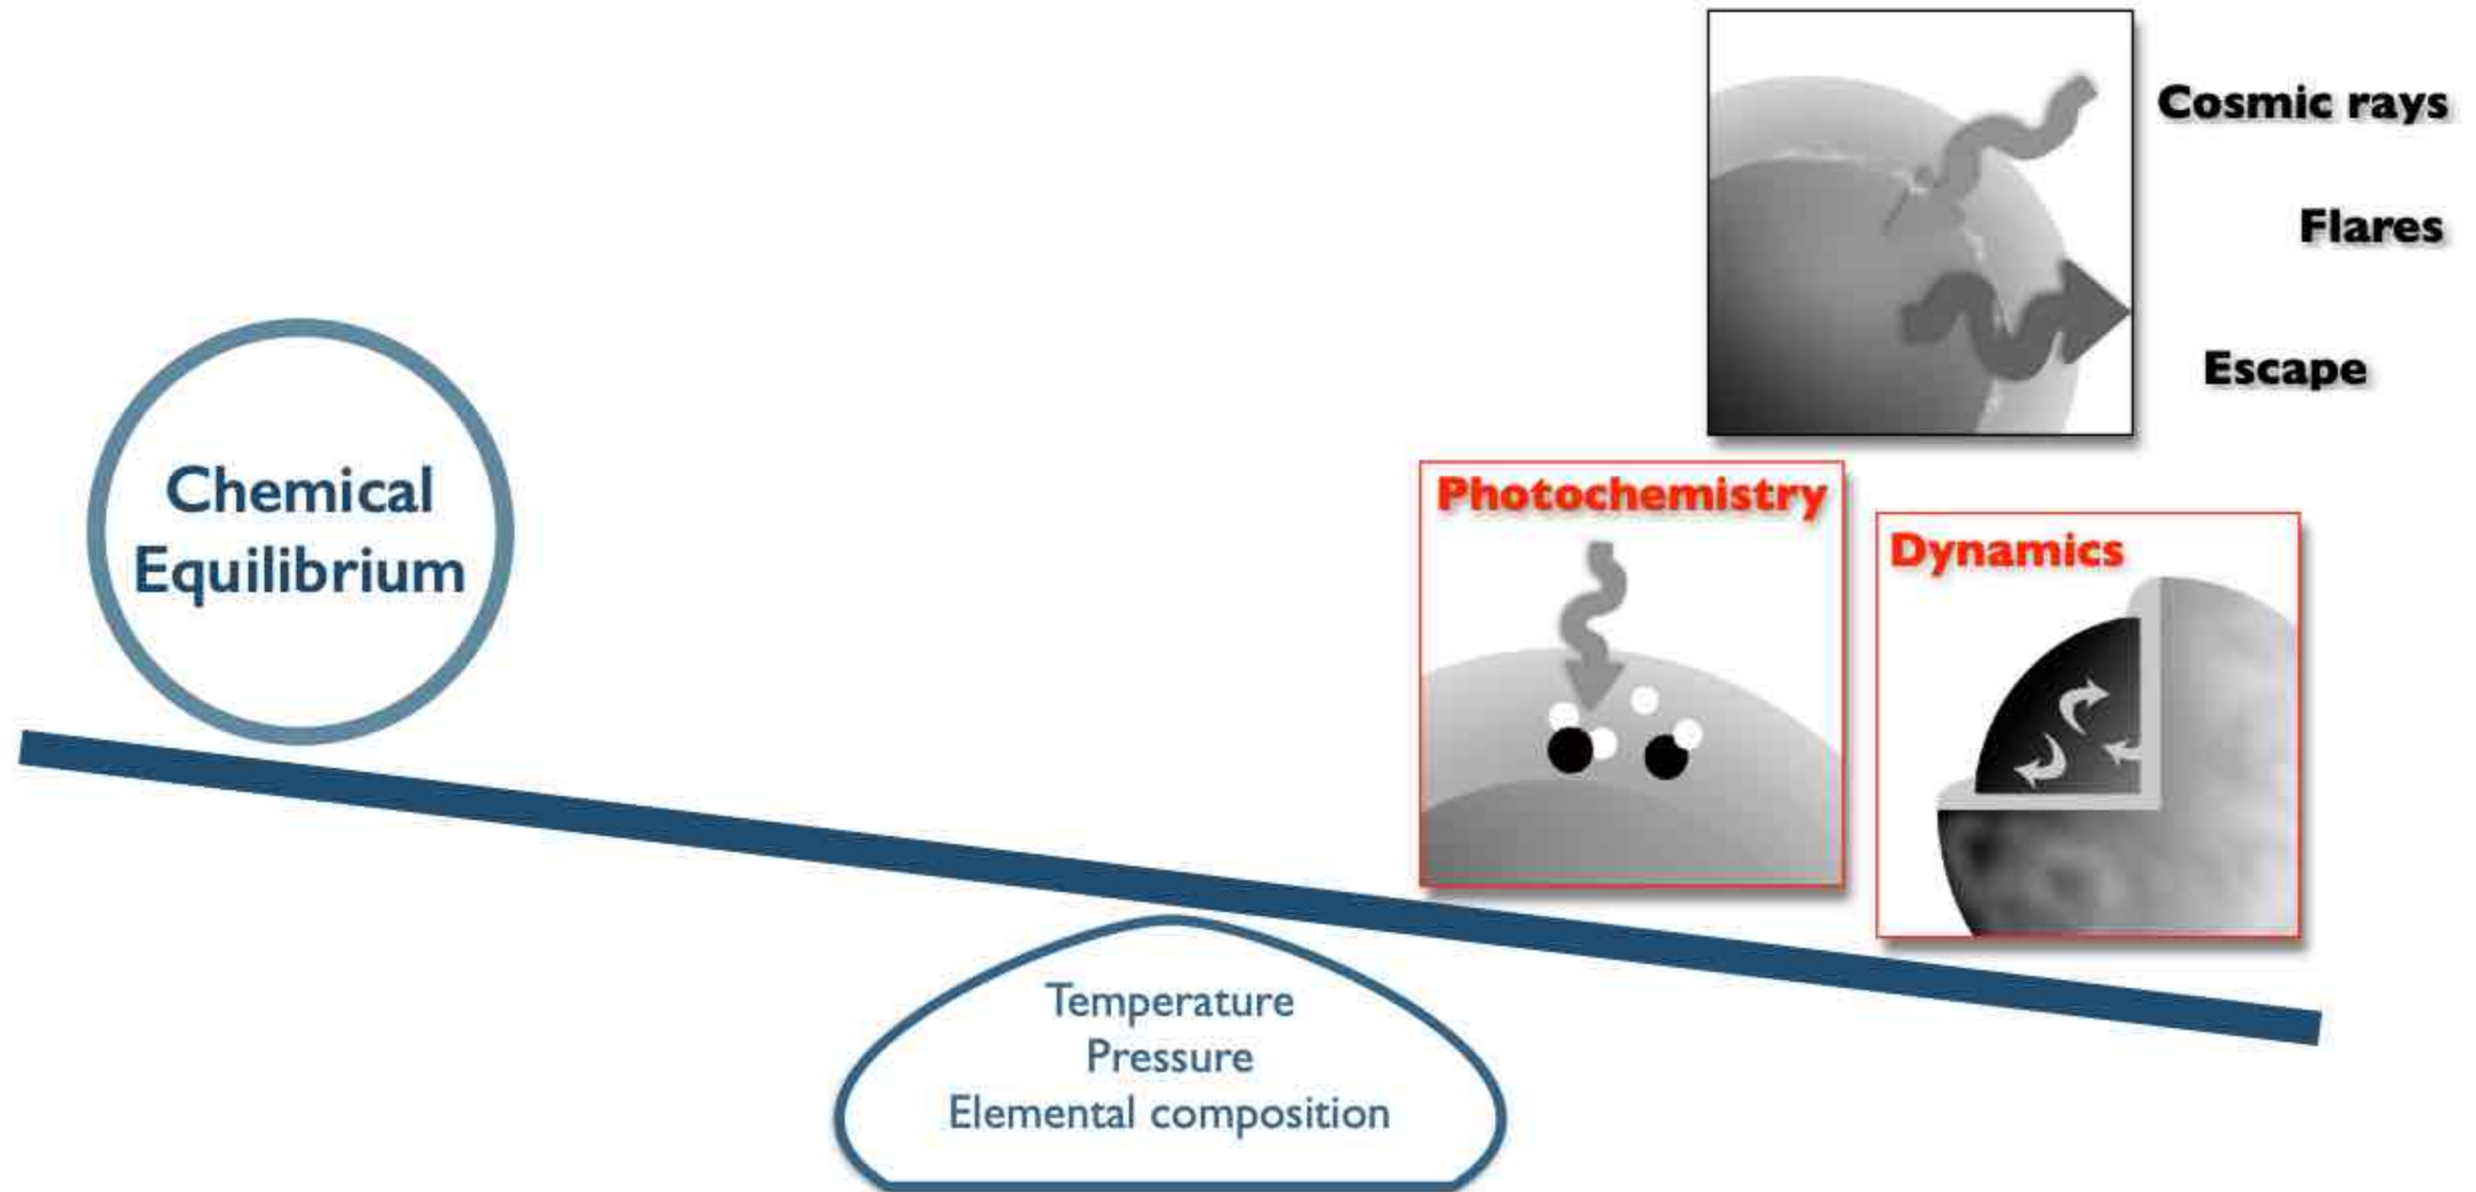 Cosmic rays
Flares
Escape
Chemical
Equilibrium
Photochemistry
Dynamics
Temperature
Pressure
Elemental composition